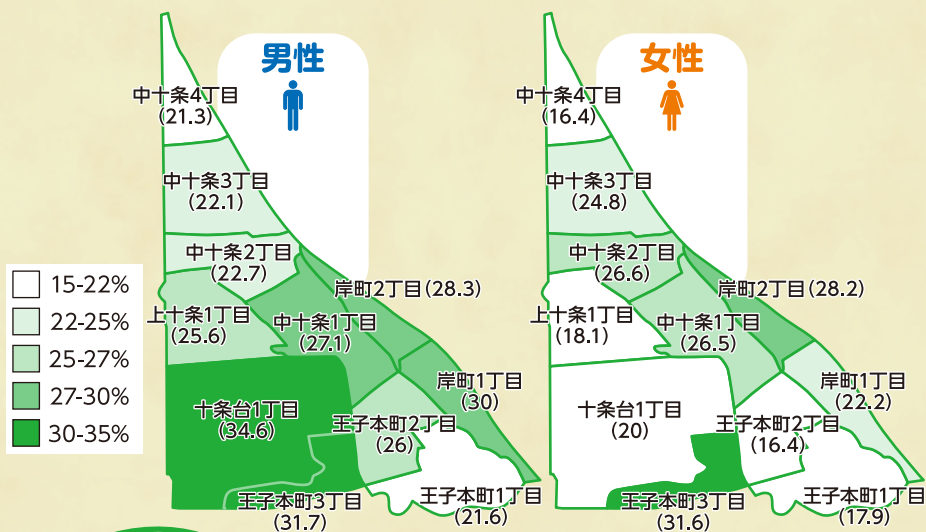 男性
中十条4丁目
(21.3)
中十条3丁目
(22.1)
中十条2丁目
(22.7)
岸町2丁目(28.3)
上十条1丁目
(25.6)
中十条1丁目
(27.1)
岸町1丁目
(30)
十条台1丁目
(34.6)
王子本町2丁目
(26)
王子本町3丁目
(31.7)
王子本町1丁目
(21.6)
15-22%
22-25%
25-27%
27-30%
30-35%
女性
中十条4丁目
(16.4)
中十条3丁目
(24.8)
中十条2丁目
(26.6)
岸町2丁目(28.2)
上十条1丁目
(18.1)
中十条1丁目
(26.5)
岸町1丁目
(22.2)
十条台1丁目
(20)
王子本町2丁目
(16.4)
王子本町3丁目
(31.6)
王子本町1丁目
(17.9)